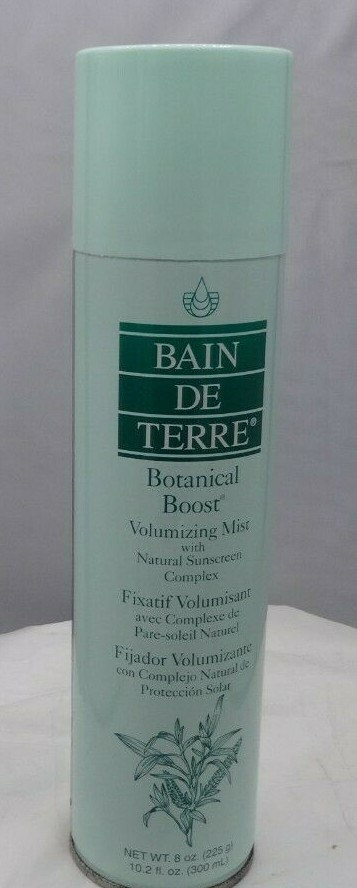 BAIN
DE
TERRE®
Botanical
Boost®
Volumizing Mist
with
Natural Sunscreen
Complex
Fixatif Volumisant
avec Complexe de
Pare-soleil Naturel
Fijador Volumizante
con Complejo Natural de
Protección Solar
NET WT. 8 oz. (225 g)
10.2 fl. oz. (300 mL)